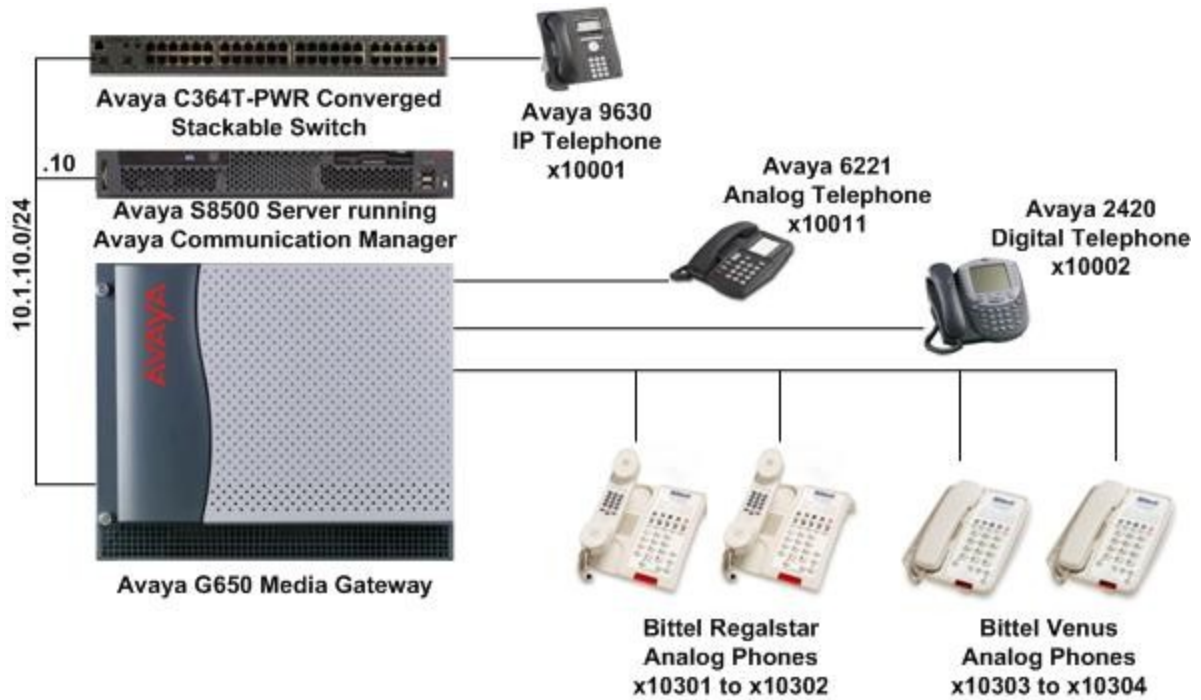 Avaya C364T-PWR Converged
Stackable Switch
Avaya 9630
IP Telephone
x10001
.10
Avaya S8500 Server running
Avaya Communication Manager
10.1.10.0/24
Avaya 6221
Analog Telephone
x10011
Avaya 2420
Digital Telephone
x10002
AVAYA
Avaya G650 Media Gateway
Bittel Regalstar
Analog Phones
x10301 to x10302
Bittel Venus
Analog Phones
x10303 to x10304